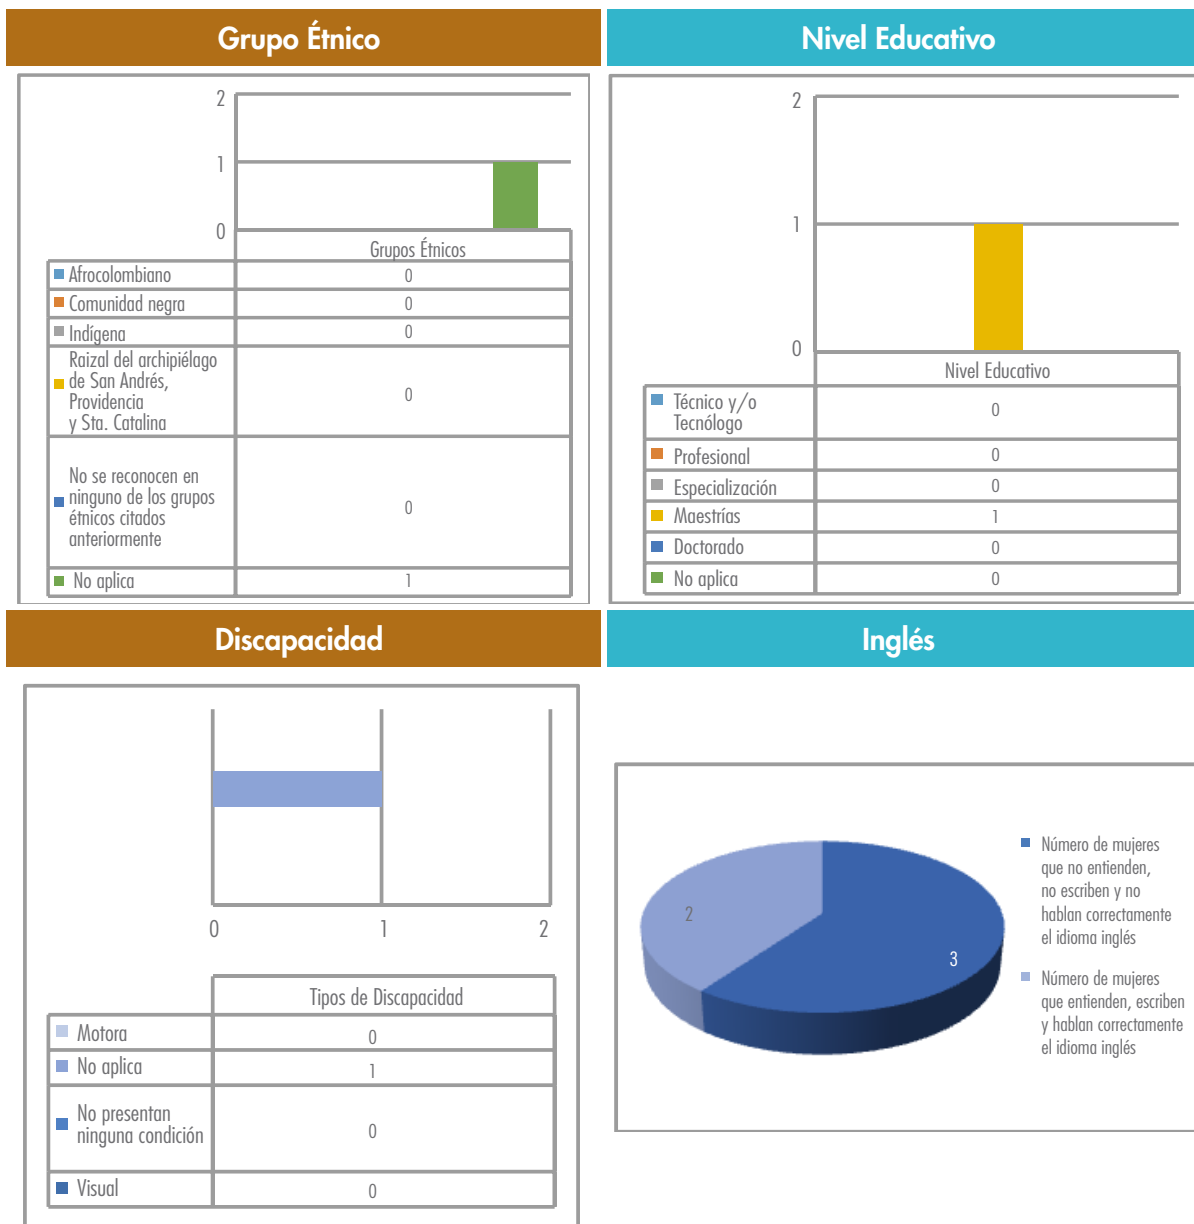 Grupo Étnico
2
1
0
Grupos Étnicos
Afrocolombiano 0
Comunidad negra 0
Indígena 0
Raizal del archipiélago
de San Andrés,
Providencia
y Sta. Catalina
0
No se reconocen en
ninguno de los grupos
étnicos citados
anteriormente
0
No aplica 1
Nivel Educativo
2
1
0
Nivel Educativo
Técnico y/o
Tecnólogo
0
Profesional 0
Especialización 0
Maestrías 1
Doctorado 0
No aplica 0
Discapacidad
0 1 2
Tipos de Discapacidad
Motora 0
No aplica 1
No presentan
ninguna condición
0
Visual 0
Inglés
2
3
Número de mujeres
que no entienden,
no escriben y no
hablan correctamente
el idioma inglés
Número de mujeres
que entienden, escriben
y hablan correctamente
el idioma inglés